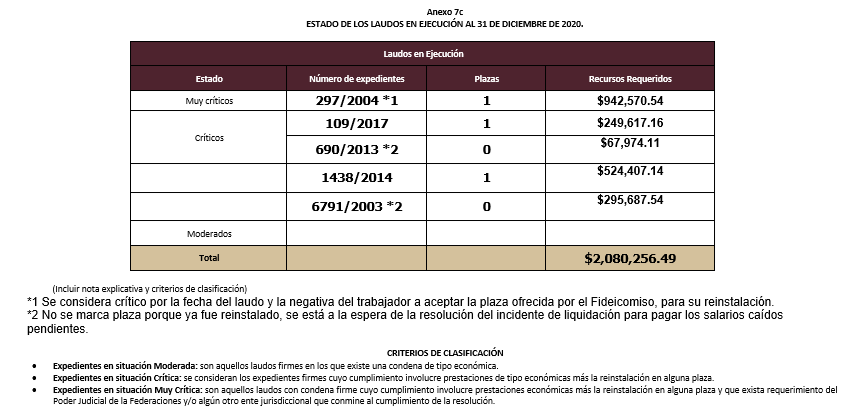 Anexo 7c
ESTADO DE LOS LAUDOS EN EJECUCIÓN AL 31 DE DICIEMBRE DE 2020.
Laudos en Ejecución
Estado Número de expedientes Plazas Recursos Requeridos
Muy críticos 297/2004 *1 1 $942,570.54
Críticos 109/2017 1 $249,617.16
690/2013 *2 0 $67,974.11
1438/2014 1 $524,407.14
6791/2003 *2 0 $295,687.54
Moderados
Total $2,080,256.49
(Incluir nota explicativa y criterios de clasificación)
*1 Se considera crítico por la fecha del laudo y la negativa del trabajador a aceptar la plaza ofrecida por el Fideicomiso, para su reinstalación.
*2 No se marca plaza porque ya fue reinstalado, se está a la espera de la resolución del incidente de liquidación para pagar los salarios caídos
pendientes.
CRITERIOS DE CLASIFICACIÓN
• Expedientes en situación Moderada: son aquellos laudos firmes en los que existe una condena de tipo económica.
• Expedientes en situación Crítica: se consideran los expedientes firmes cuyo cumplimiento involucre prestaciones de tipo económicas más la reinstalación en alguna plaza.
• Expedientes en situación Muy Crítica: son aquellos laudos con condena firme cuyo cumplimiento involucre prestaciones económicas más la reinstalación en alguna plaza y que exista requerimiento del
Poder Judicial de la Federaciones y/o algún otro ente jurisdiccional que conmine al cumplimiento de la resolución.